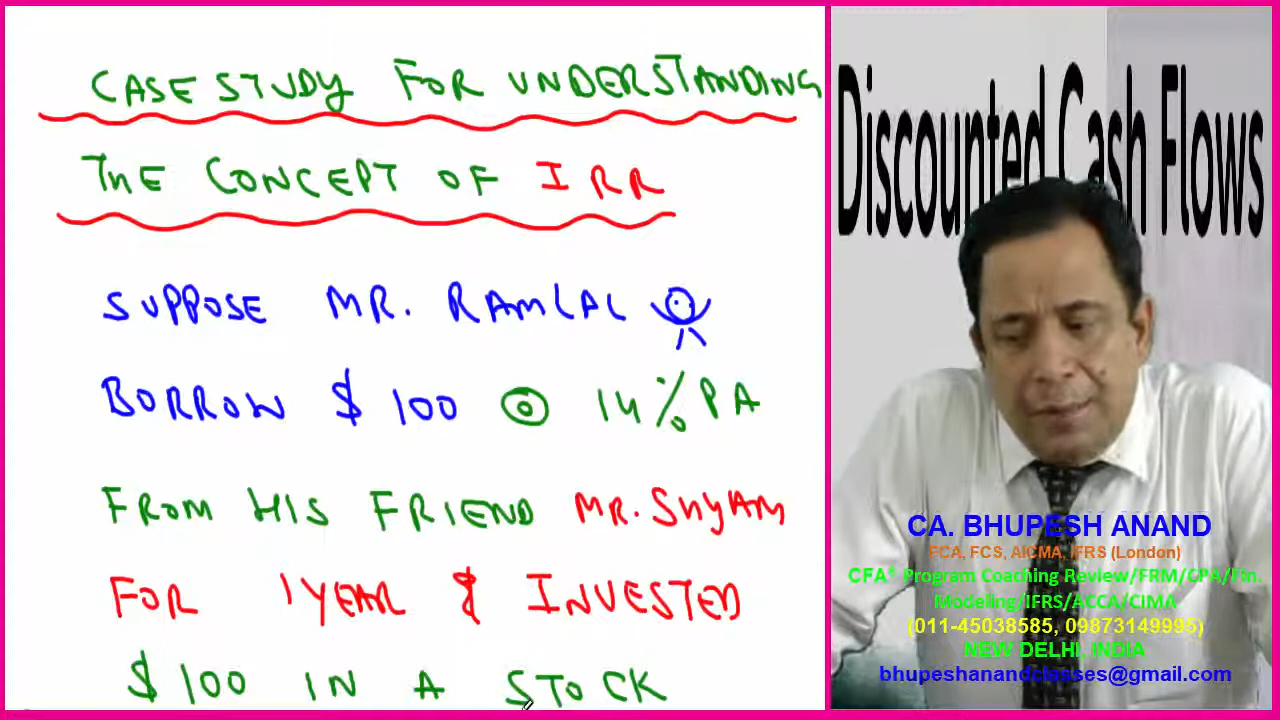 CASE STUDY FOR UNDERSTANDING
THE CONCEPT OF IRR
SUPPOSE MR. RAMLAL
BORROW $ 100 @ 14% PA
FROM HIS FRIEND MR. SHYAM
FOR 1 YEAR & INVESTED
$ 100 IN A STOCK
Discounted Cash Flows
CA. BHUPESH ANAND
FCA, FCS, AICMA, IFRS (London)
CFA® Program Coaching Review/FRM/CPA/Fin.
Modeling/IFRS/ACCA/CIMA
(011-45038585, 09873149995)
NEW DELHI, INDIA
bhupeshanandclasses@gmail.com